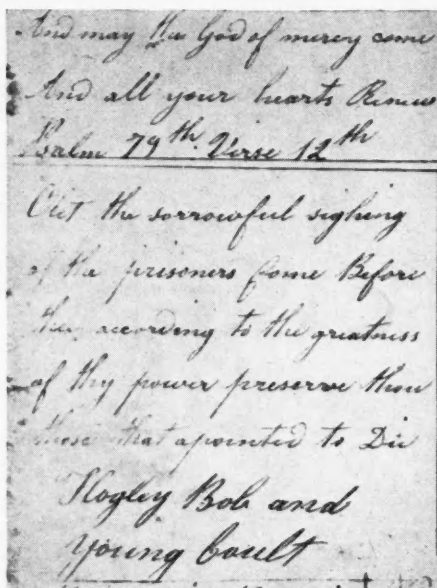 And may the God of mercy come
And all your hearts Renew
Psalm 79th Verse 12th
O let the sorrowful sighing
of the prisoners Come Before
thee according to the greatness
of thy power preserve thou
those that apointed to Die
Hogley Bob and
Young Coult